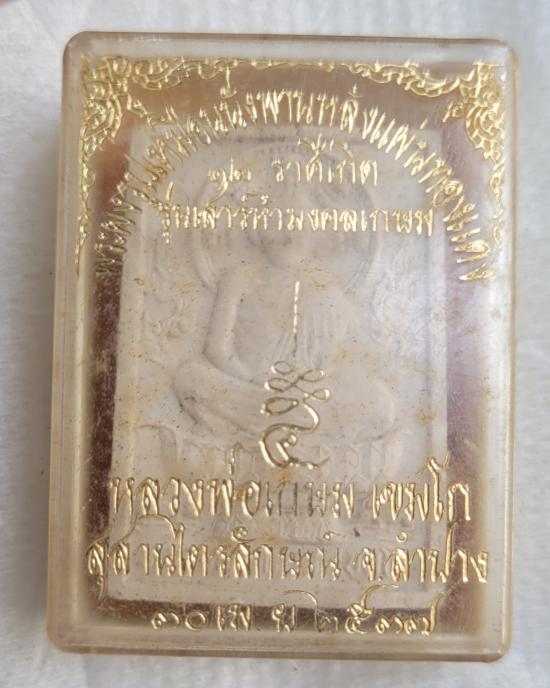 พระผงรูปเหมือนนั่งพานหลังแผ่นทองแดง
๑๒ ราศีเกิด
รุ่นเสาร์ห้ามงคลเกษม
หลวงพ่อเกษม เขมโก
สุสานไตรลักษณ์ จ.ลำปาง
๓๐ เม.ย ๒๕๓๗